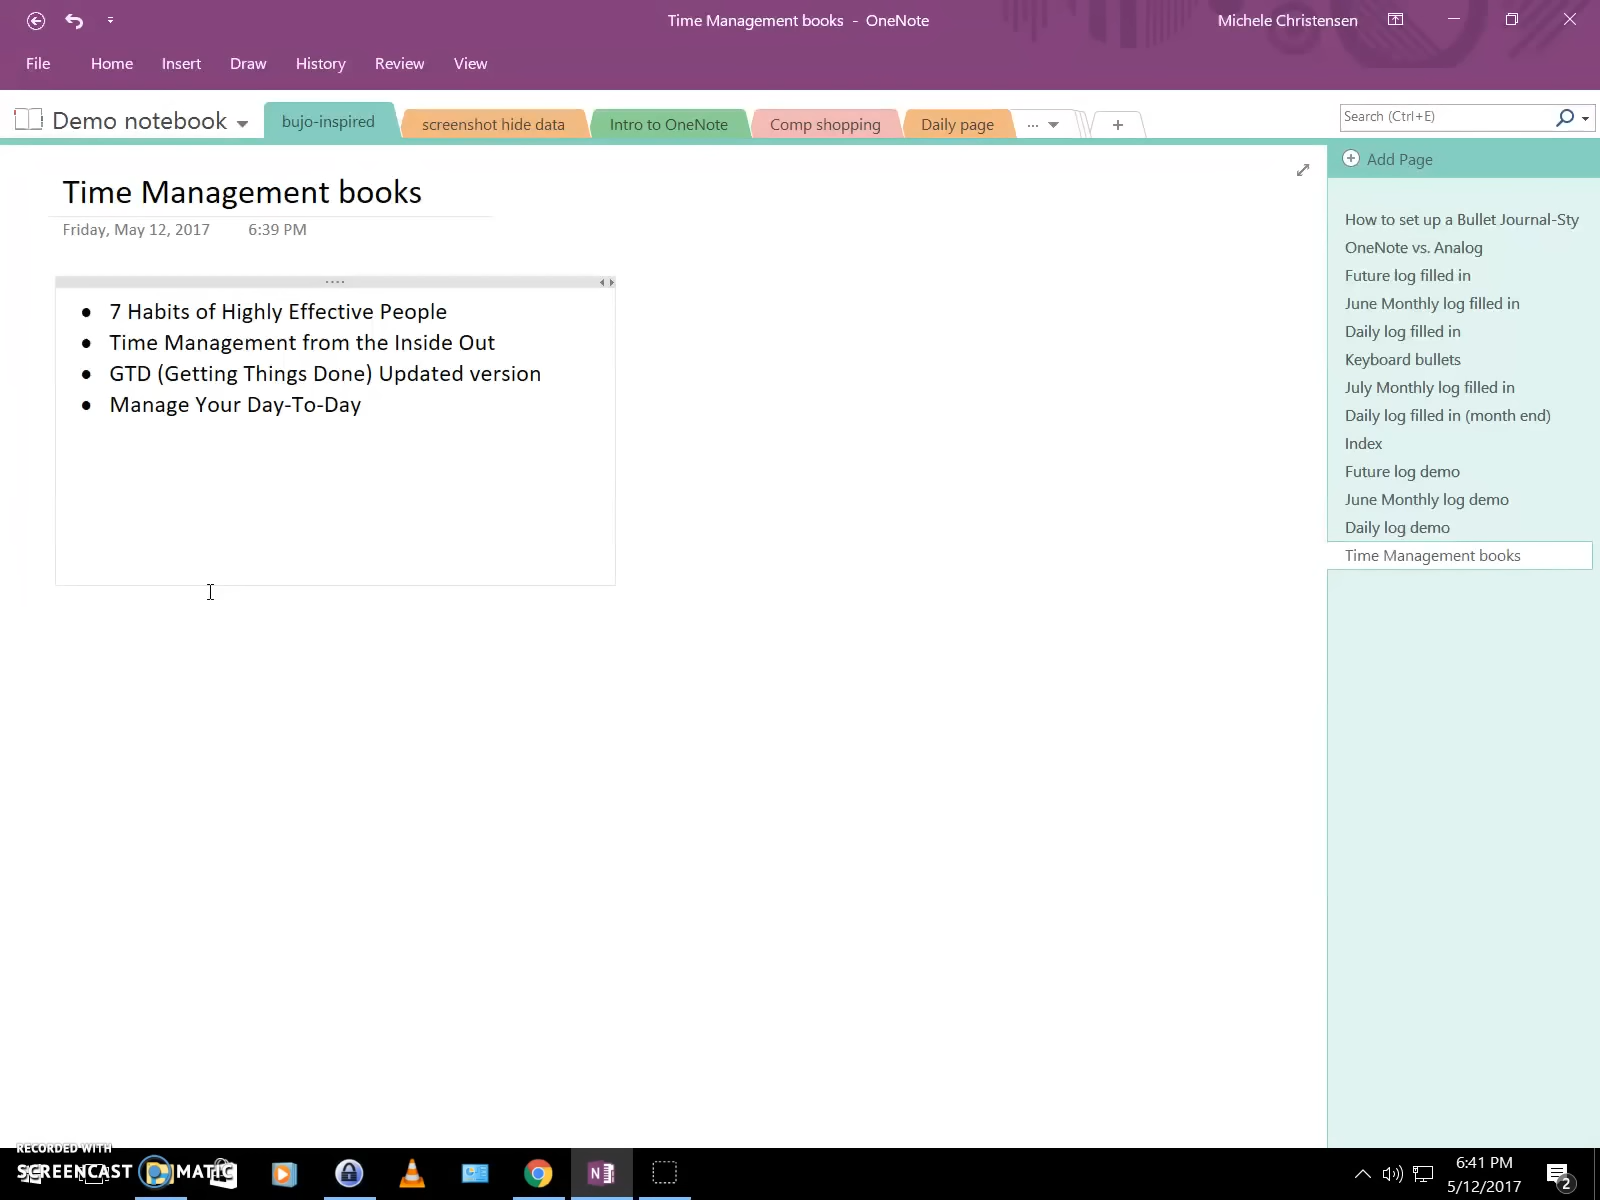 Time Management books - OneNote
Michele Christensen
File Home Insert Draw History Review View
Demo notebook
bujo-inspired
screenshot hide data
Intro to OneNote
Comp shopping
Daily page
...
Search (Ctrl+E)
Add Page
Time Management books
Friday, May 12, 2017 6:39 PM
• 7 Habits of Highly Effective People
• Time Management from the Inside Out
• GTD (Getting Things Done) Updated version
• Manage Your Day-To-Day
How to set up a Bullet Journal-Sty
OneNote vs. Analog
Future log filled in
June Monthly log filled in
Daily log filled in
Keyboard bullets
July Monthly log filled in
Daily log filled in (month end)
Index
Future log demo
June Monthly log demo
Daily log demo
Time Management books
RECORDED WITH
SCREENCAST MATIC
N
6:41 PM
5/12/2017
2